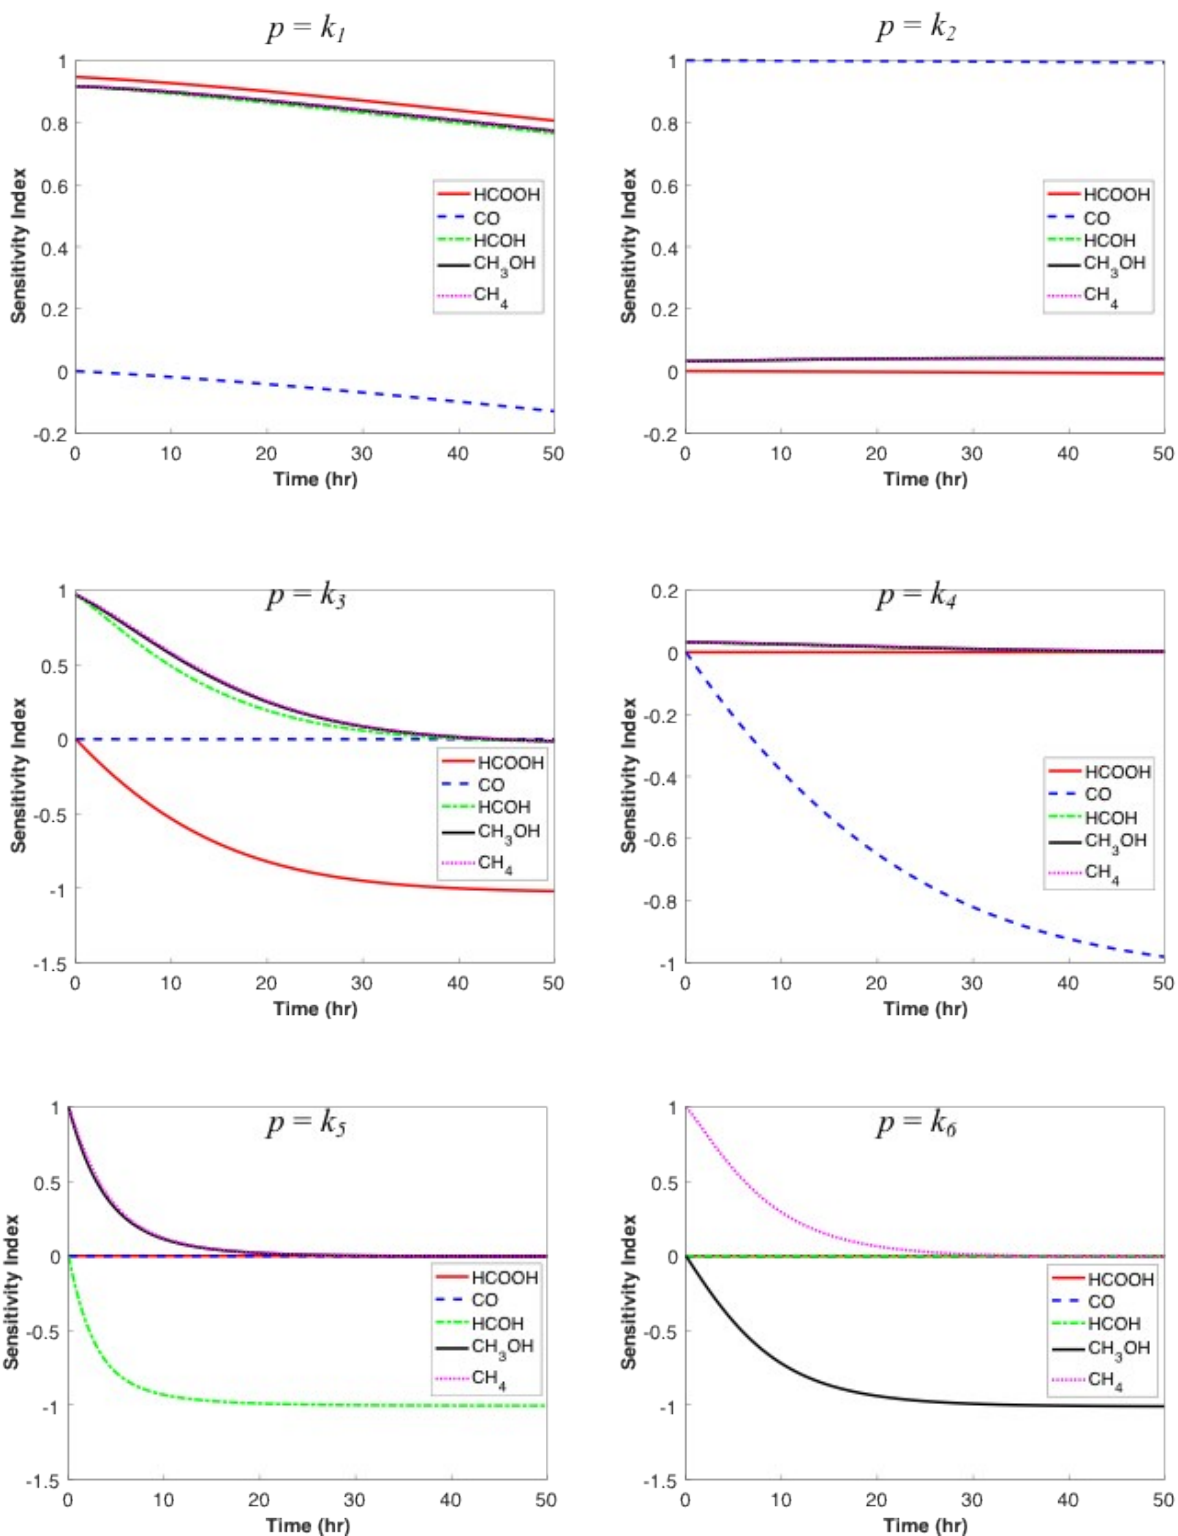 p = k1
1
0.8
0.6
0.4
0.2
0
-0.2
Sensitivity Index
HCOOH
CO
HCOH
CH3OH
CH4
0 10 20 30 40 50
Time (hr)
p = k2
1
0.8
0.6
0.4
0.2
0
-0.2
Sensitivity Index
HCOOH
CO
HCOH
CH3OH
CH4
0 10 20 30 40 50
Time (hr)
p = k3
1
0.5
0
-0.5
-1
-1.5
Sensitivity Index
HCOOH
CO
HCOH
CH3OH
CH4
0 10 20 30 40 50
Time (hr)
p = k4
0.2
0
-0.2
-0.4
-0.6
-0.8
-1
Sensitivity Index
HCOOH
CO
HCOH
CH3OH
CH4
0 10 20 30 40 50
Time (hr)
p = k5
1
0.5
0
-0.5
-1
-1.5
Sensitivity Index
HCOOH
CO
HCOH
CH3OH
CH4
0 10 20 30 40 50
Time (hr)
p = k6
1
0.5
0
-0.5
-1
-1.5
Sensitivity Index
HCOOH
CO
HCOH
CH3OH
CH4
0 10 20 30 40 50
Time (hr)